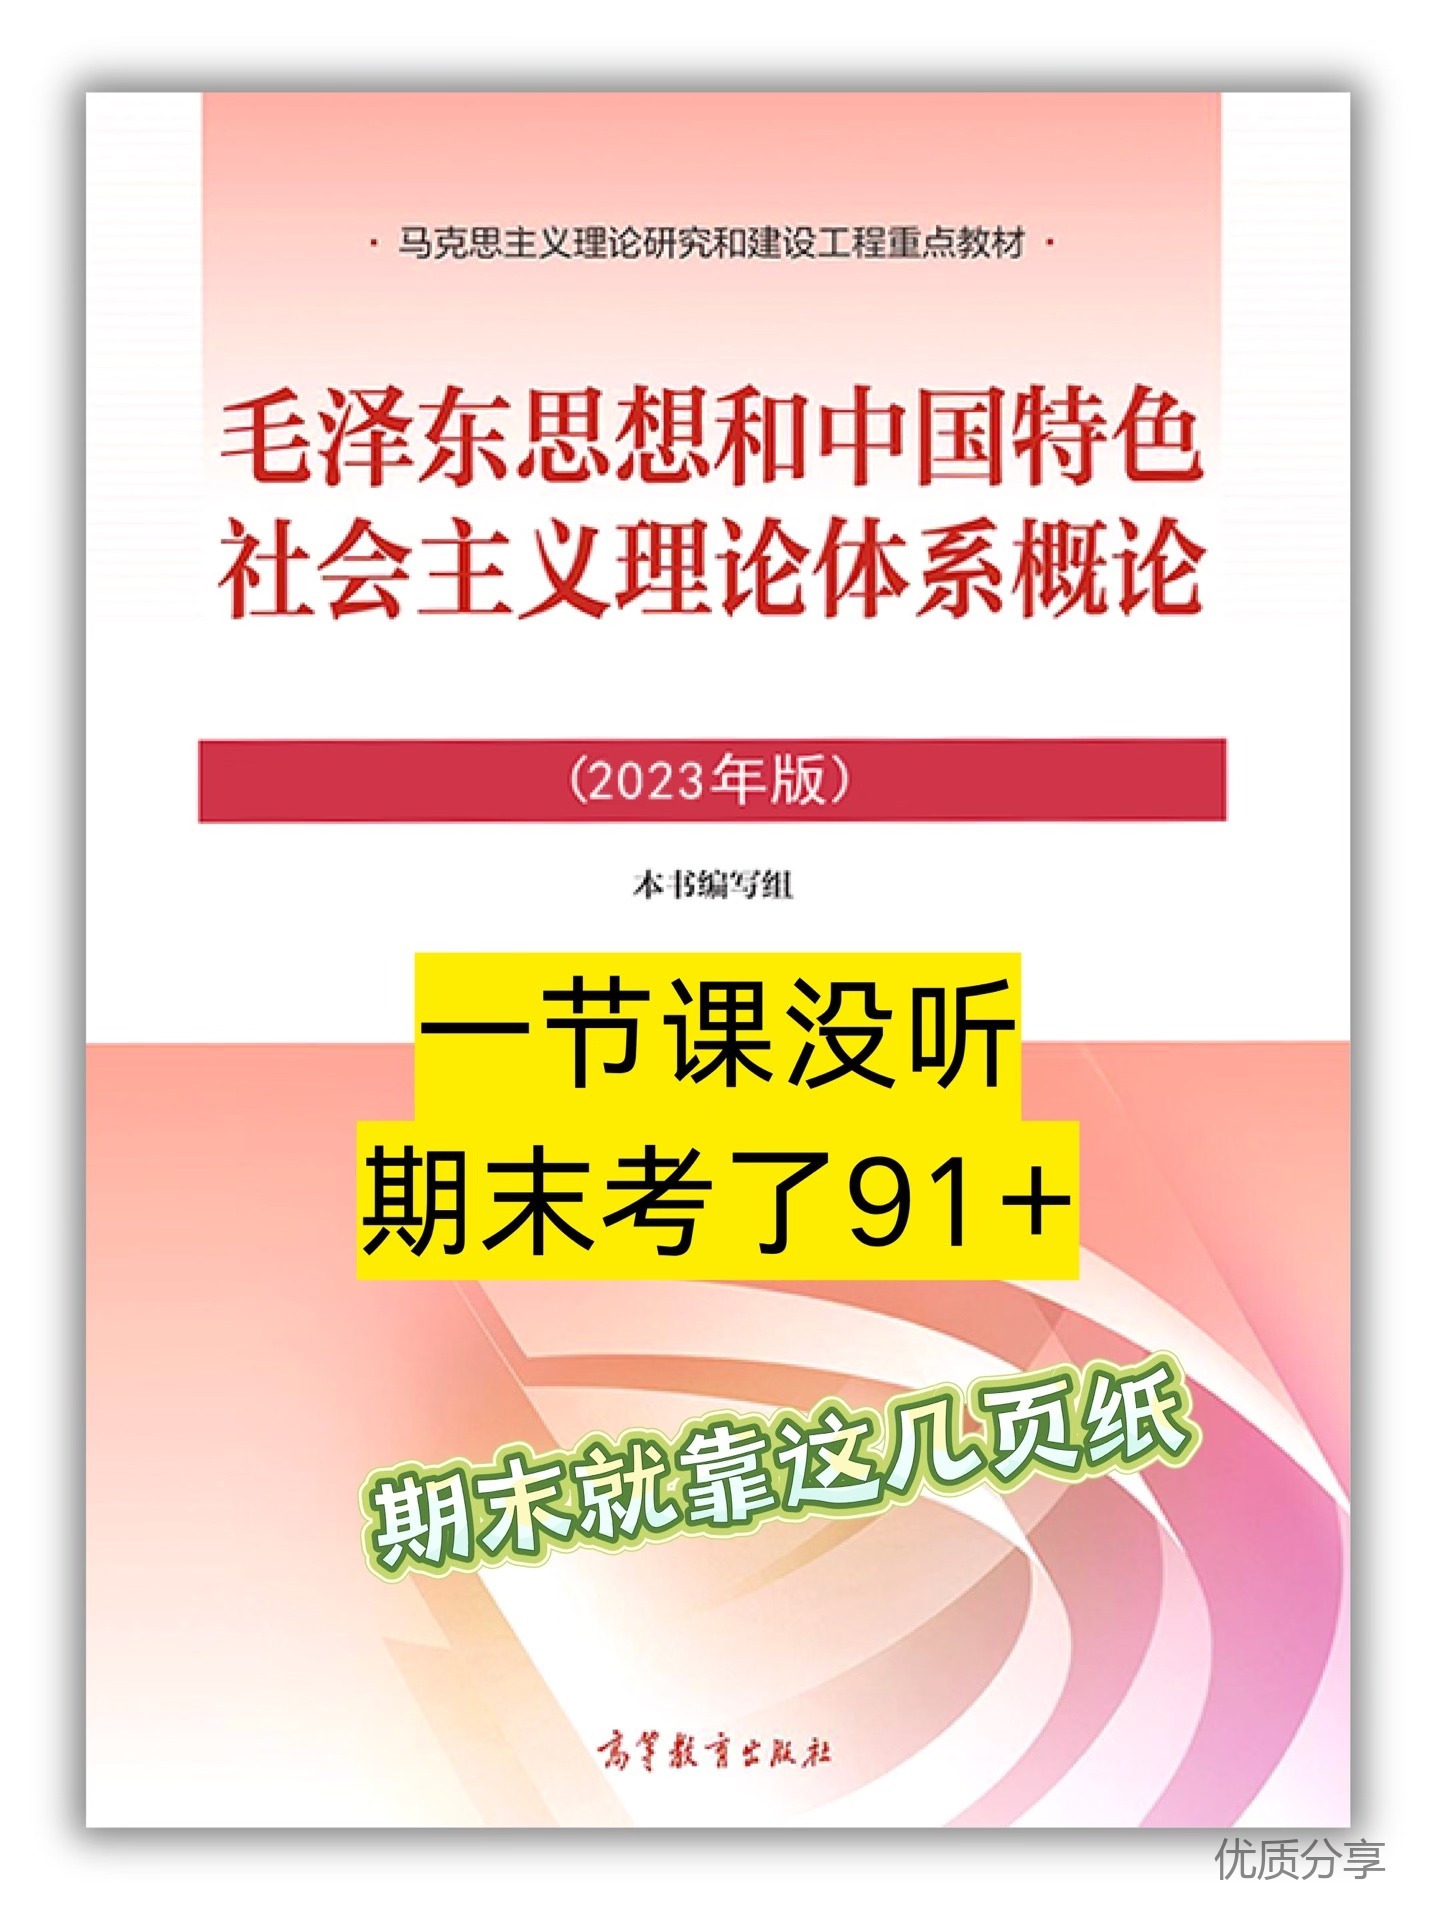 ·马克思主义理论研究和建设工程重点教材·
毛泽东思想和中国特色
社会主义理论体系概论
(2023年版)
本书编写组
一节课没听
期末考了91+
期末就靠这几页纸
高等教育出版社
优质分享